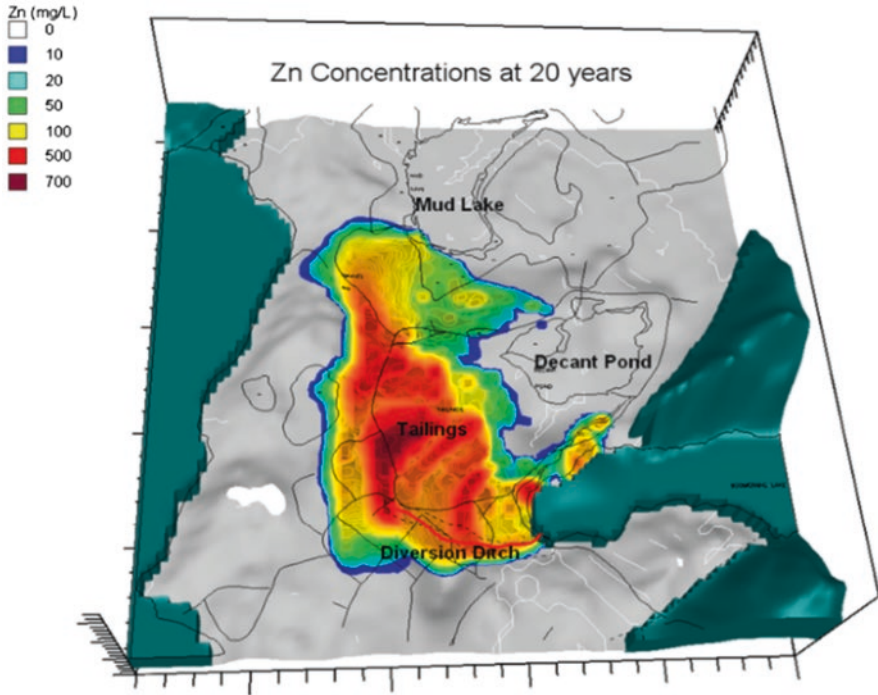 Zn (mg/L)
0
10
20
50
100
500
700
Zn Concentrations at 20 years
Mud Lake
Decant Pond
POND
Tailings
Diversion Ditch